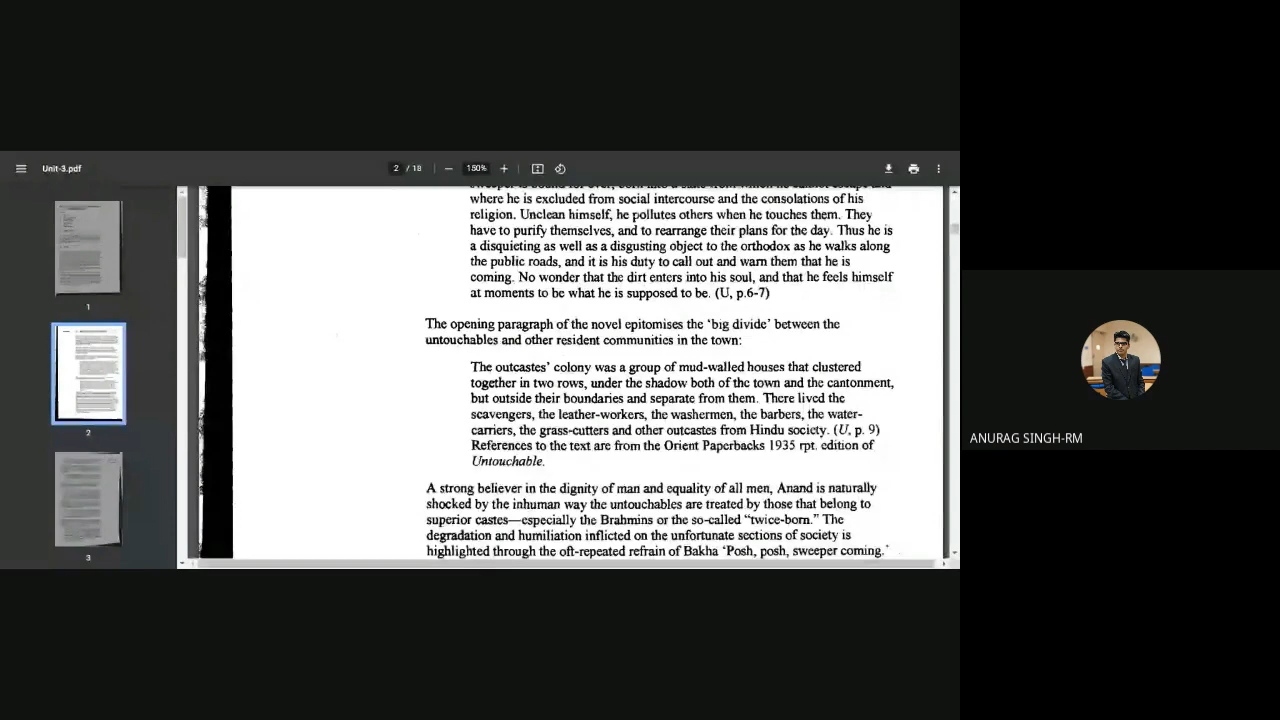 Unit-3.pdf
2 / 18
150%
where he is excluded from social intercourse and the consolations of his
religion. Unclean himself, he pollutes others when he touches them. They
have to purify themselves, and to rearrange their plans for the day. Thus he is
a disquieting as well as a disgusting object to the orthodox as he walks along
the public roads, and it is his duty to call out and warn them that he is
coming. No wonder that the dirt enters into his soul, and that he feels himself
at moments to be what he is supposed to be. (U, p.6-7)
The opening paragraph of the novel epitomises the 'big divide' between the
untouchables and other resident communities in the town:
The outcastes' colony was a group of mud-walled houses that clustered
together in two rows, under the shadow both of the town and the cantonment,
but outside their boundaries and separate from them. There lived the
scavengers, the leather-workers, the washermen, the barbers, the water-
carriers, the grass-cutters and other outcastes from Hindu society. (U, p. 9)
References to the text are from the Orient Paperbacks 1935 rpt. edition of
Untouchable.
A strong believer in the dignity of man and equality of all men, Anand is naturally
shocked by the inhuman way the untouchables are treated by those that belong to
superior castes—especially the Brahmins or the so-called “twice-born.” The
degradation and humiliation inflicted on the unfortunate sections of society is
highlighted through the oft-repeated refrain of Bakha 'Posh, posh, sweeper coming.'
1
2
3
ANURAG SINGH-RM